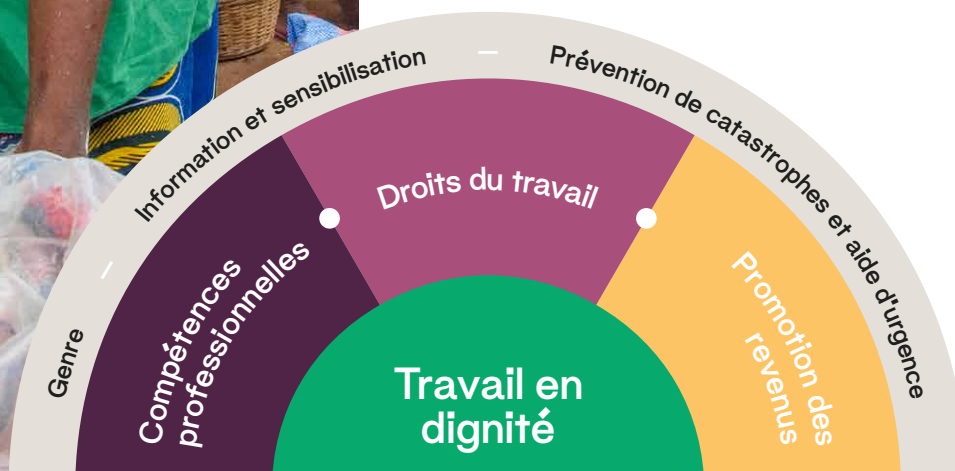 Genre
Information et sensibilisation
Prévention de catastrophes et aide d'urgence
Compétences
professionnelles
Droits du travail
Promotion des
revenus
Travail en
dignité